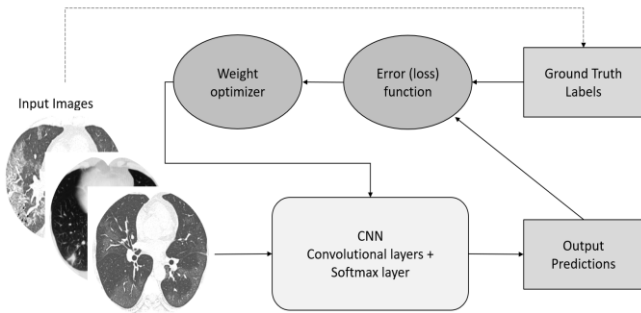 Weight
optimizer
Error (loss)
function
Ground Truth
Labels
Input Images
CNN
Convolutional layers +
Softmax layer
Output
Predictions